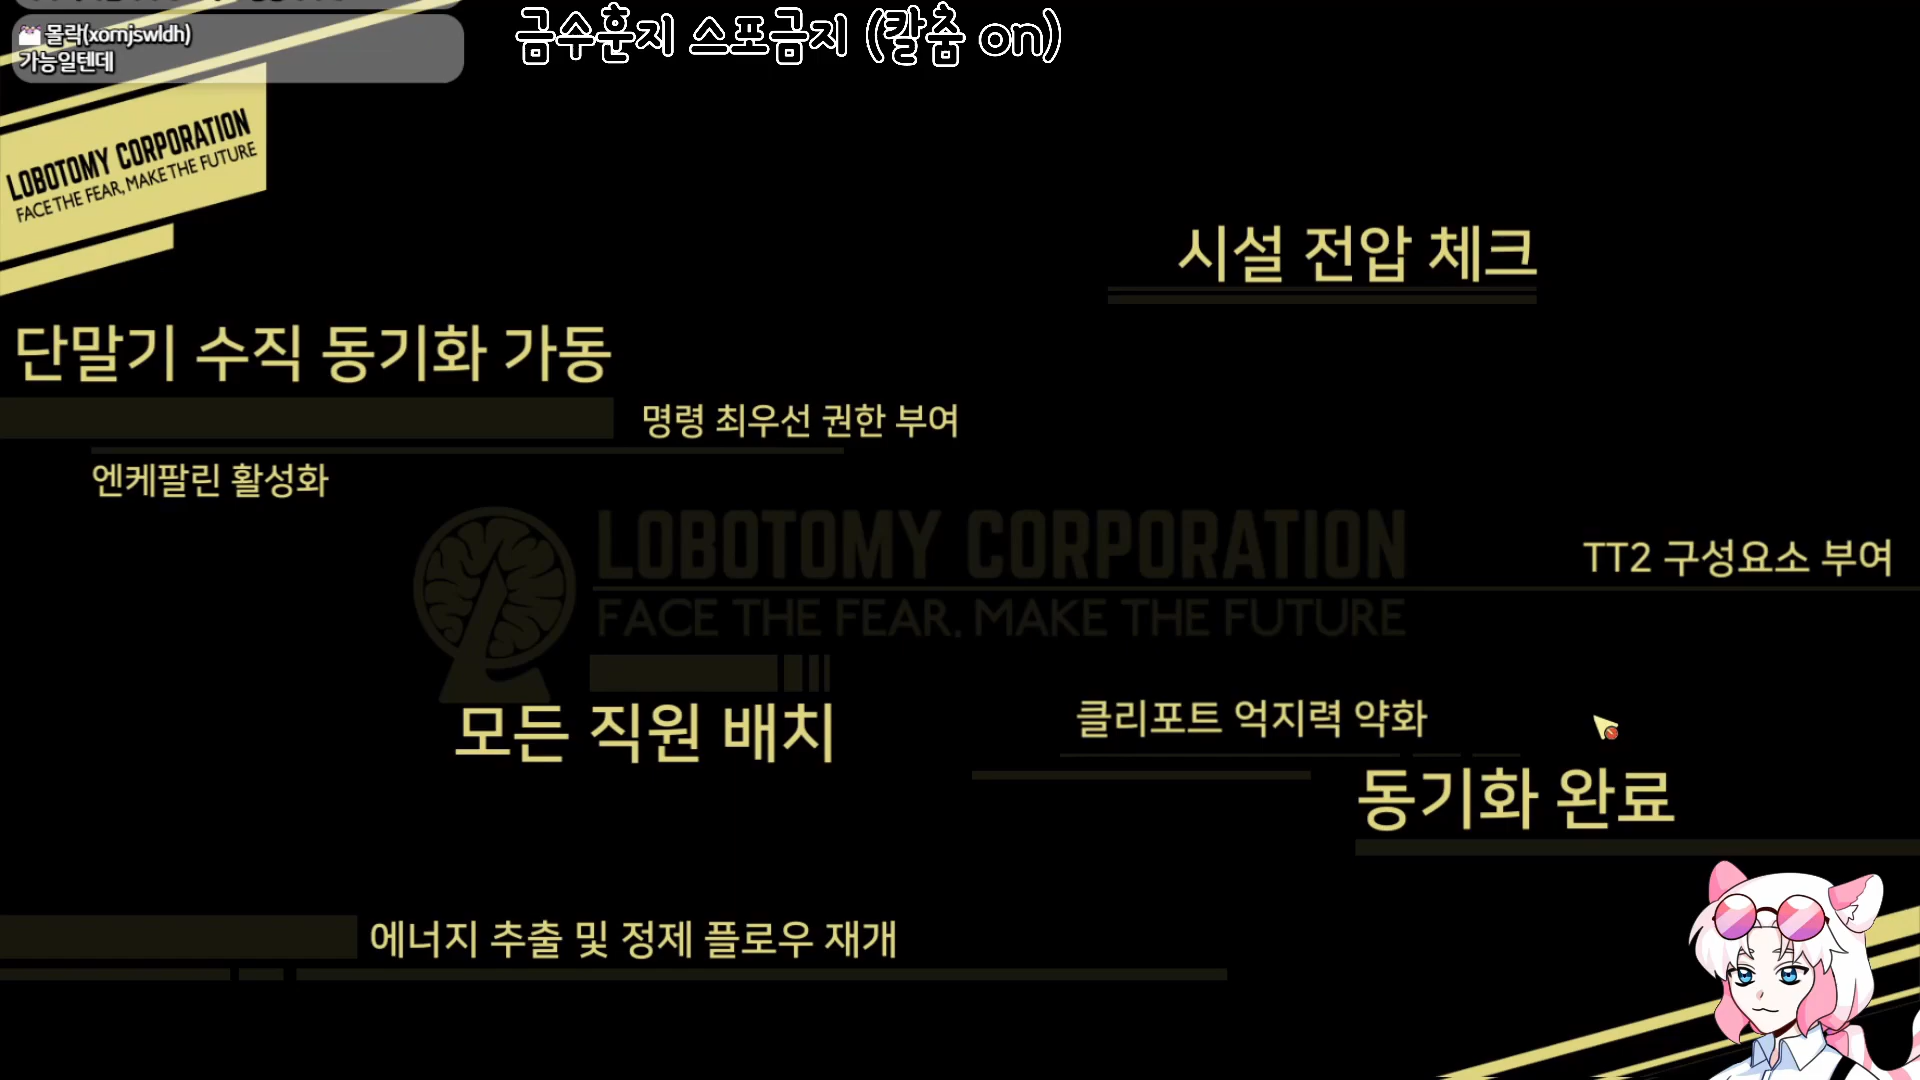 몰락(xornjswldh)
가능일텐데
금수훈지 스포금지 (칼춤 on)
LOBOTOMY CORPORATION
FACE THE FEAR, MAKE THE FUTURE
시설 전압 체크
단말기 수직 동기화 가동
명령 최우선 권한 부여
엔케팔린 활성화
LOBOTOMY CORPORATION
FACE THE FEAR. MAKE THE FUTURE
TT2 구성요소 부여
모든 직원 배치
클리포트 억지력 약화
동기화 완료
에너지 추출 및 정제 플로우 재개